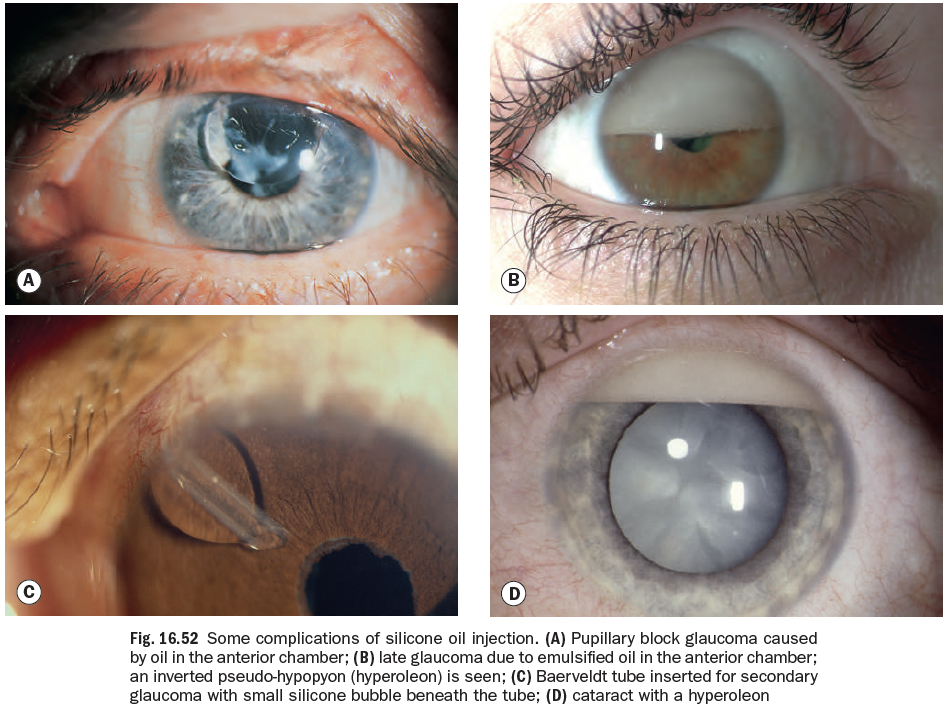 A
B
C
D
Fig. 16.52 Some complications of silicone oil injection. (A) Pupillary block glaucoma caused
by oil in the anterior chamber; (B) late glaucoma due to emulsified oil in the anterior chamber;
an inverted pseudo-hypopyon (hyperoleon) is seen; (C) Baerveldt tube inserted for secondary
glaucoma with small silicone bubble beneath the tube; (D) cataract with a hyperoleon